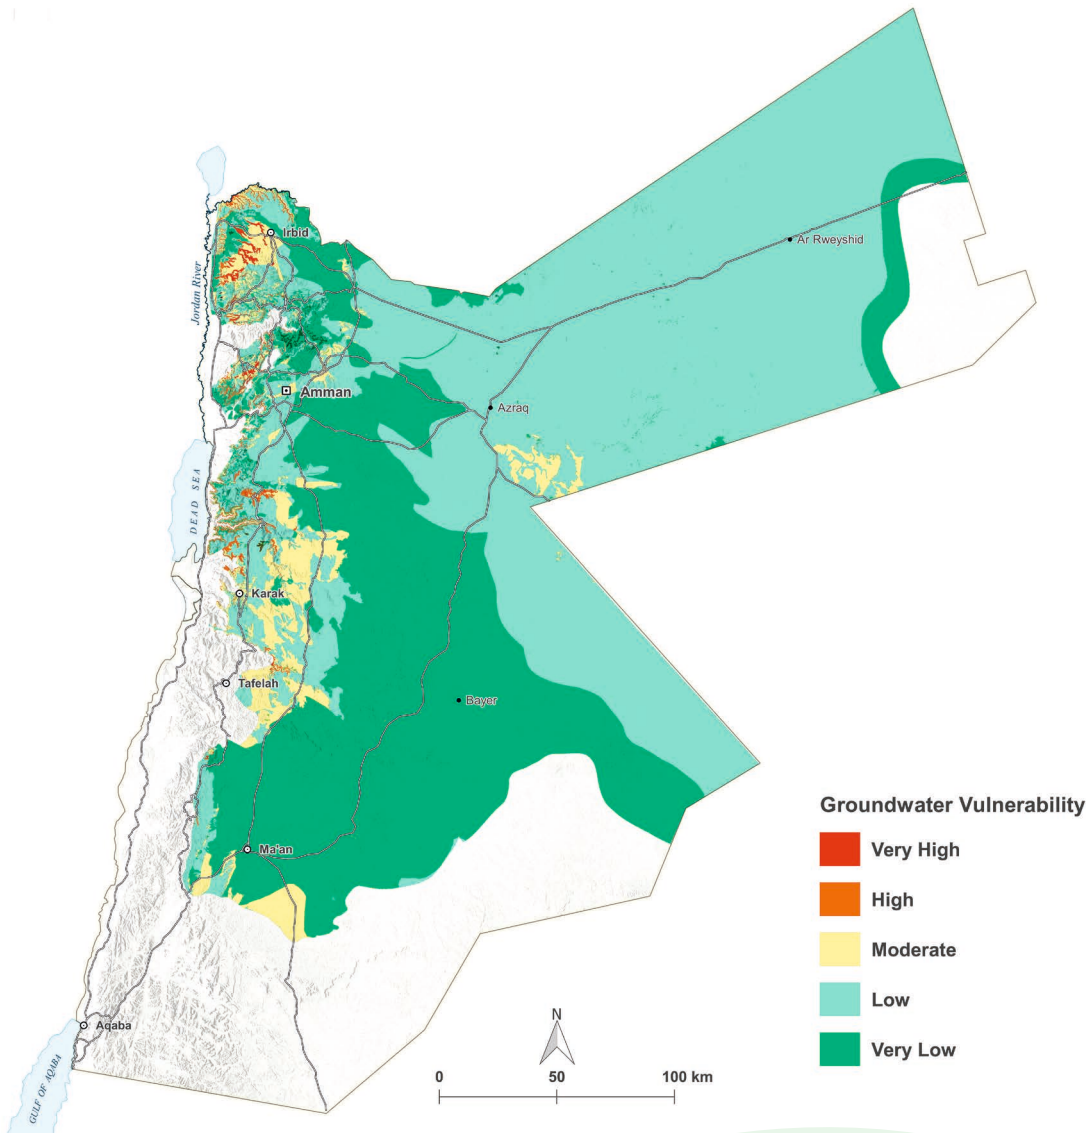 Irbid
Ar Rweyshid
Jordan River
Amman
Azraq
DEAD SEA
Karak
Tafelah
Bayer
Ma'an
Aqaba
GULF OF AQABA
Groundwater Vulnerability
Very High
High
Moderate
Low
Very Low
N
0 50 100 km